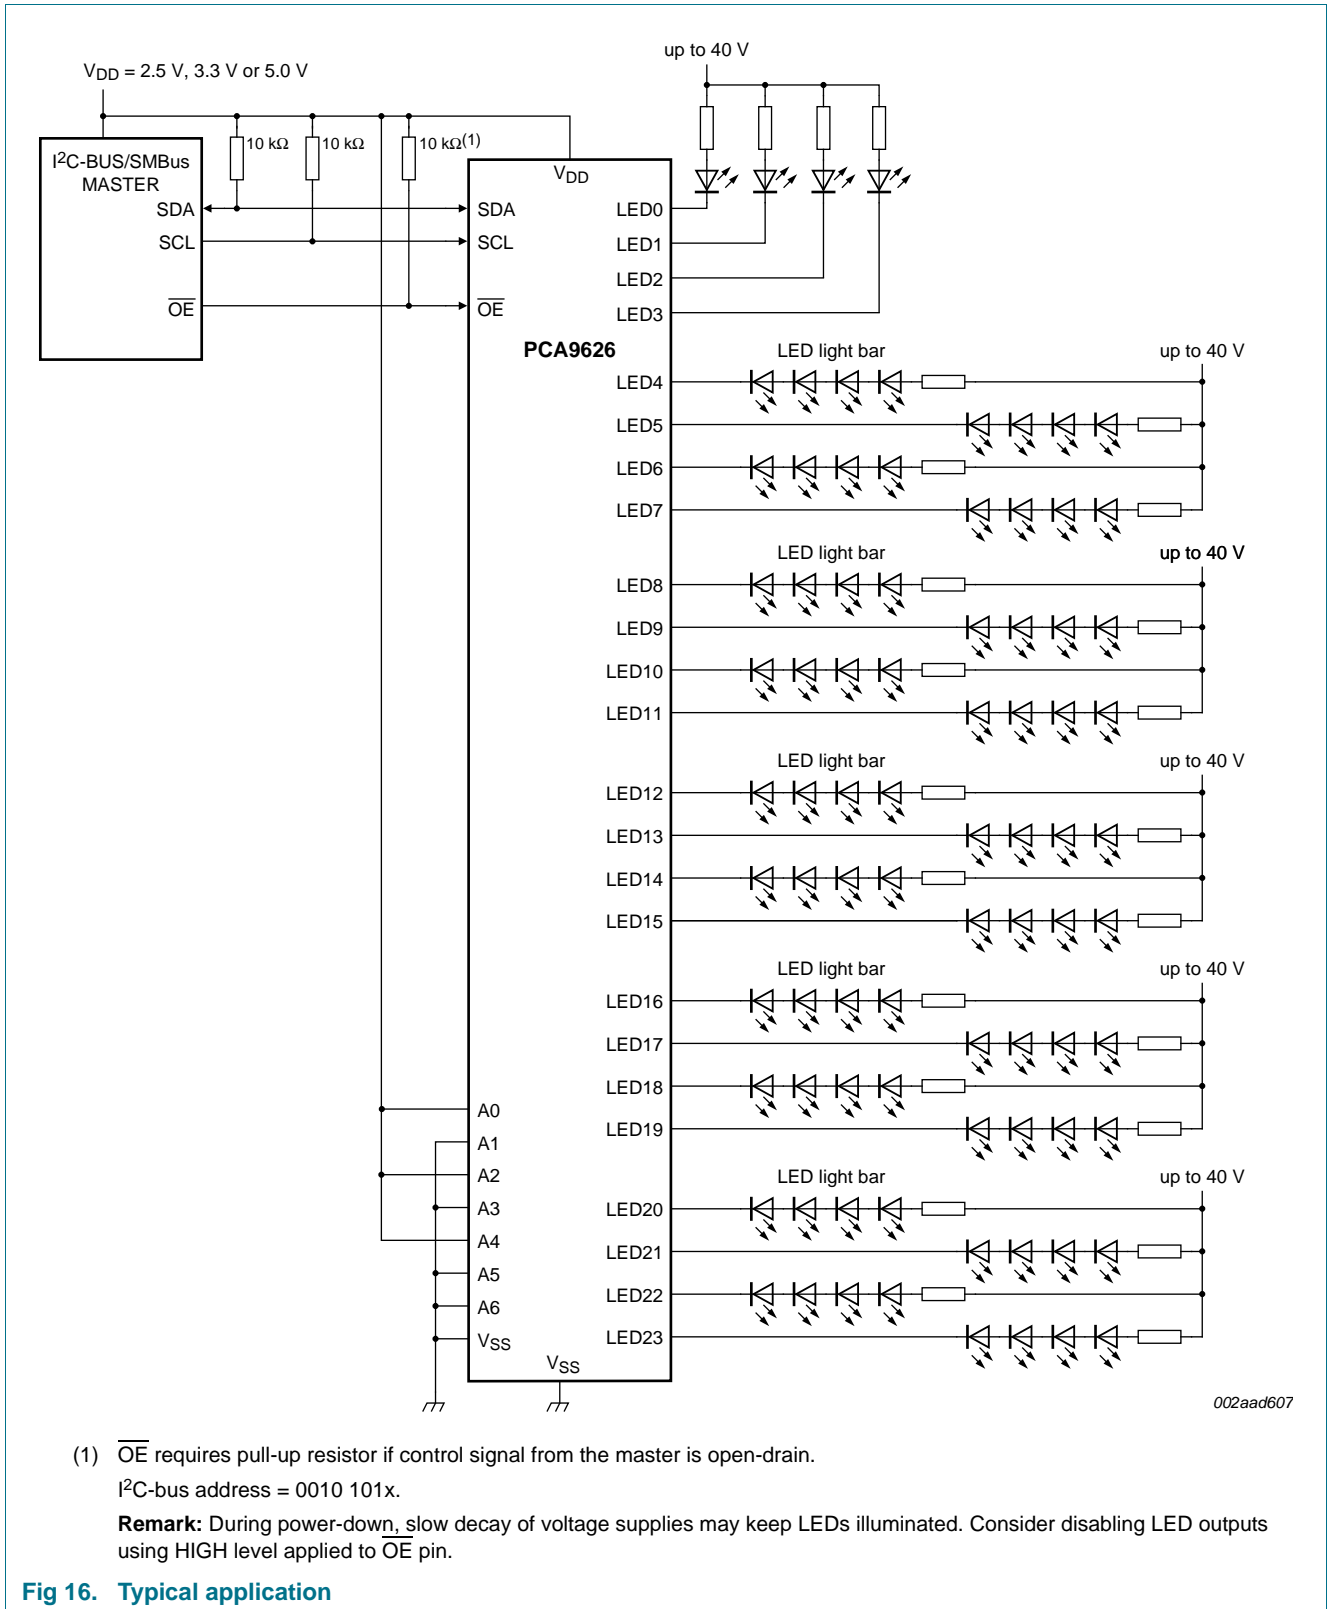 up to 40 V
VDD = 2.5 V, 3.3 V or 5.0 V
10 kΩ
10 kΩ
10 kΩ(1)
I2C-BUS/SMBus
MASTER
SDA
SCL
OE
VDD
SDA
SCL
OE
PCA9626
LED0
LED1
LED2
LED3
LED light bar
up to 40 V
LED4
LED5
LED6
LED7
LED light bar
up to 40 V
LED8
LED9
LED10
LED11
LED light bar
up to 40 V
LED12
LED13
LED14
LED15
LED light bar
up to 40 V
LED16
LED17
LED18
LED19
LED light bar
up to 40 V
LED20
LED21
LED22
LED23
A0
A1
A2
A3
A4
A5
A6
VSS
VSS
002aad607
(1) OE requires pull-up resistor if control signal from the master is open-drain.
I2C-bus address = 0010 101x.
Remark: During power-down, slow decay of voltage supplies may keep LEDs illuminated. Consider disabling LED outputs
using HIGH level applied to OE pin.
Fig 16. Typical application